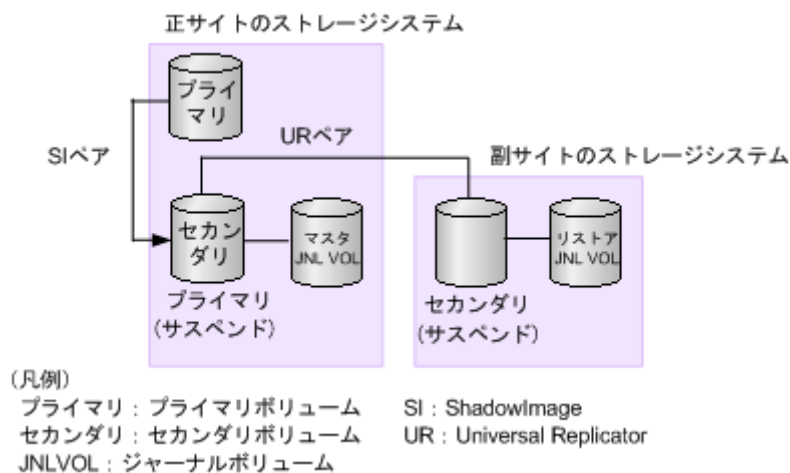 正サイトのストレージシステム
プライ
マリ
SIペア
URペア
副サイトのストレージシステム
セカン
ダリ
マスタ
JNL VOL
リストア
JNL VOL
プライマリ
(サスペンド)
セカンダリ
(サスペンド)
(凡例)
プライマリ:プライマリボリューム
SI:ShadowImage
セカンダリ:セカンダリボリューム
UR:Universal Replicator
JNLVOL:ジャーナルボリューム